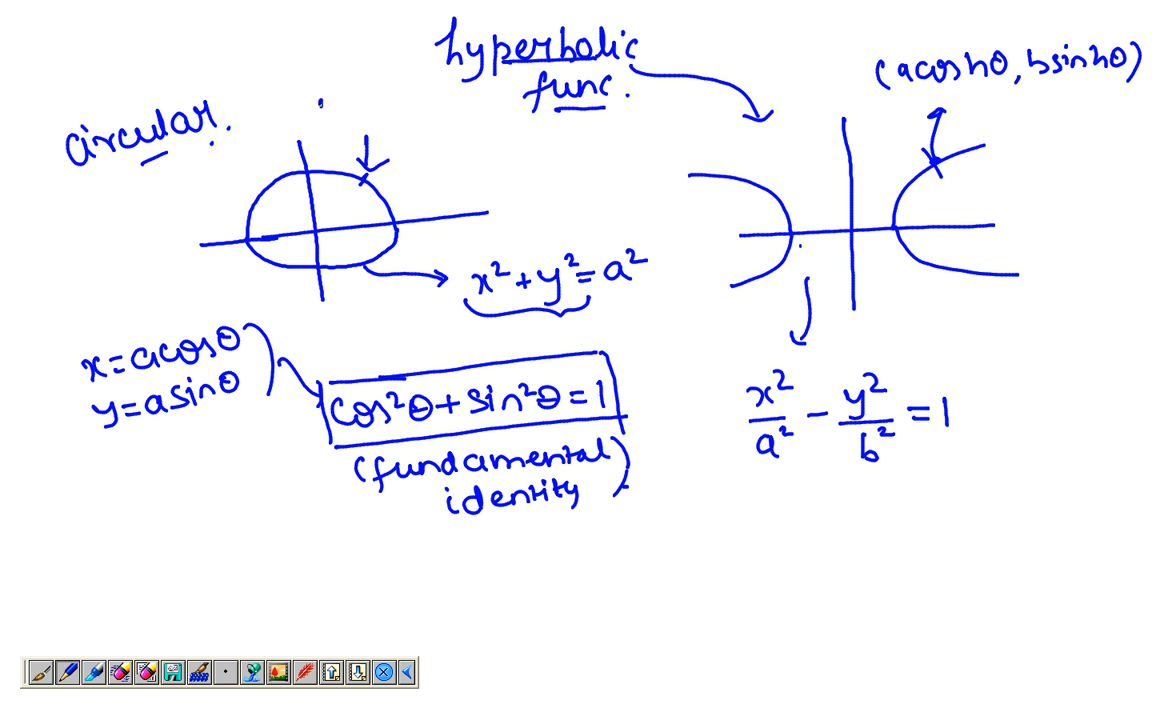 hyperbolic
func.
(acoshθ, bsinhθ)
circular.
x²+y²=a²
x=acosθ
y=asinθ
cos²θ+sin²θ=1
(fundamental
identity)
x²/a² - y²/b² = 1